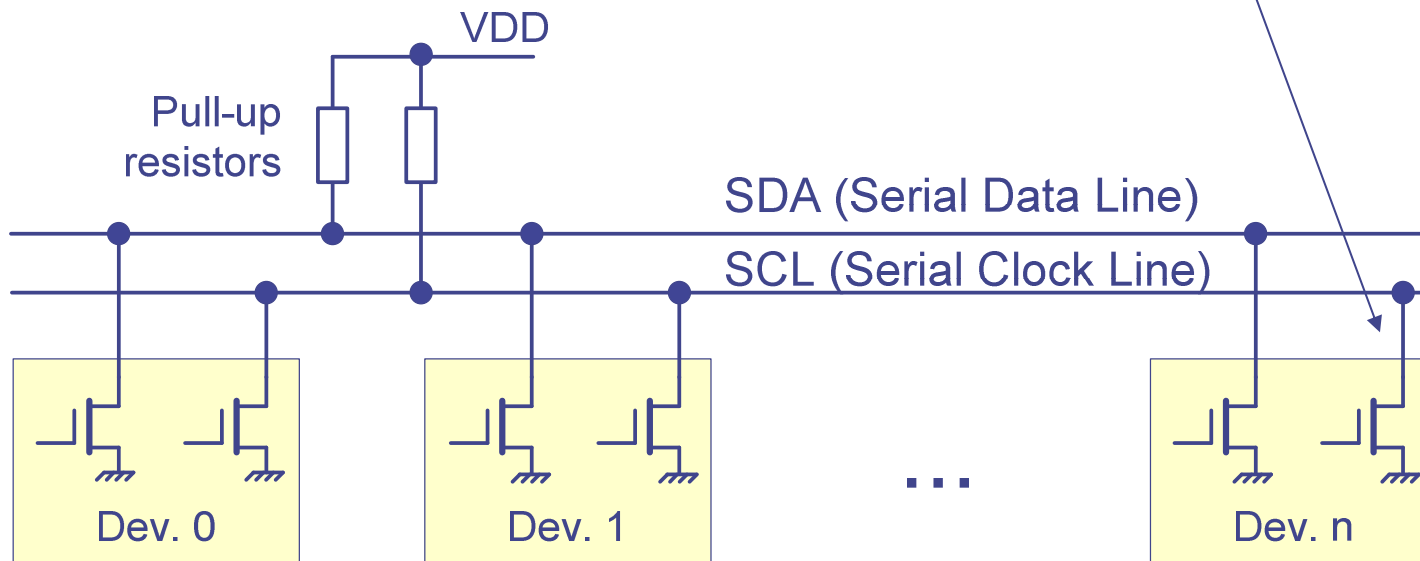 VDD
Pull-up
resistors
SDA (Serial Data Line)
SCL (Serial Clock Line)
...
Dev. 0
Dev. 1
Dev. n